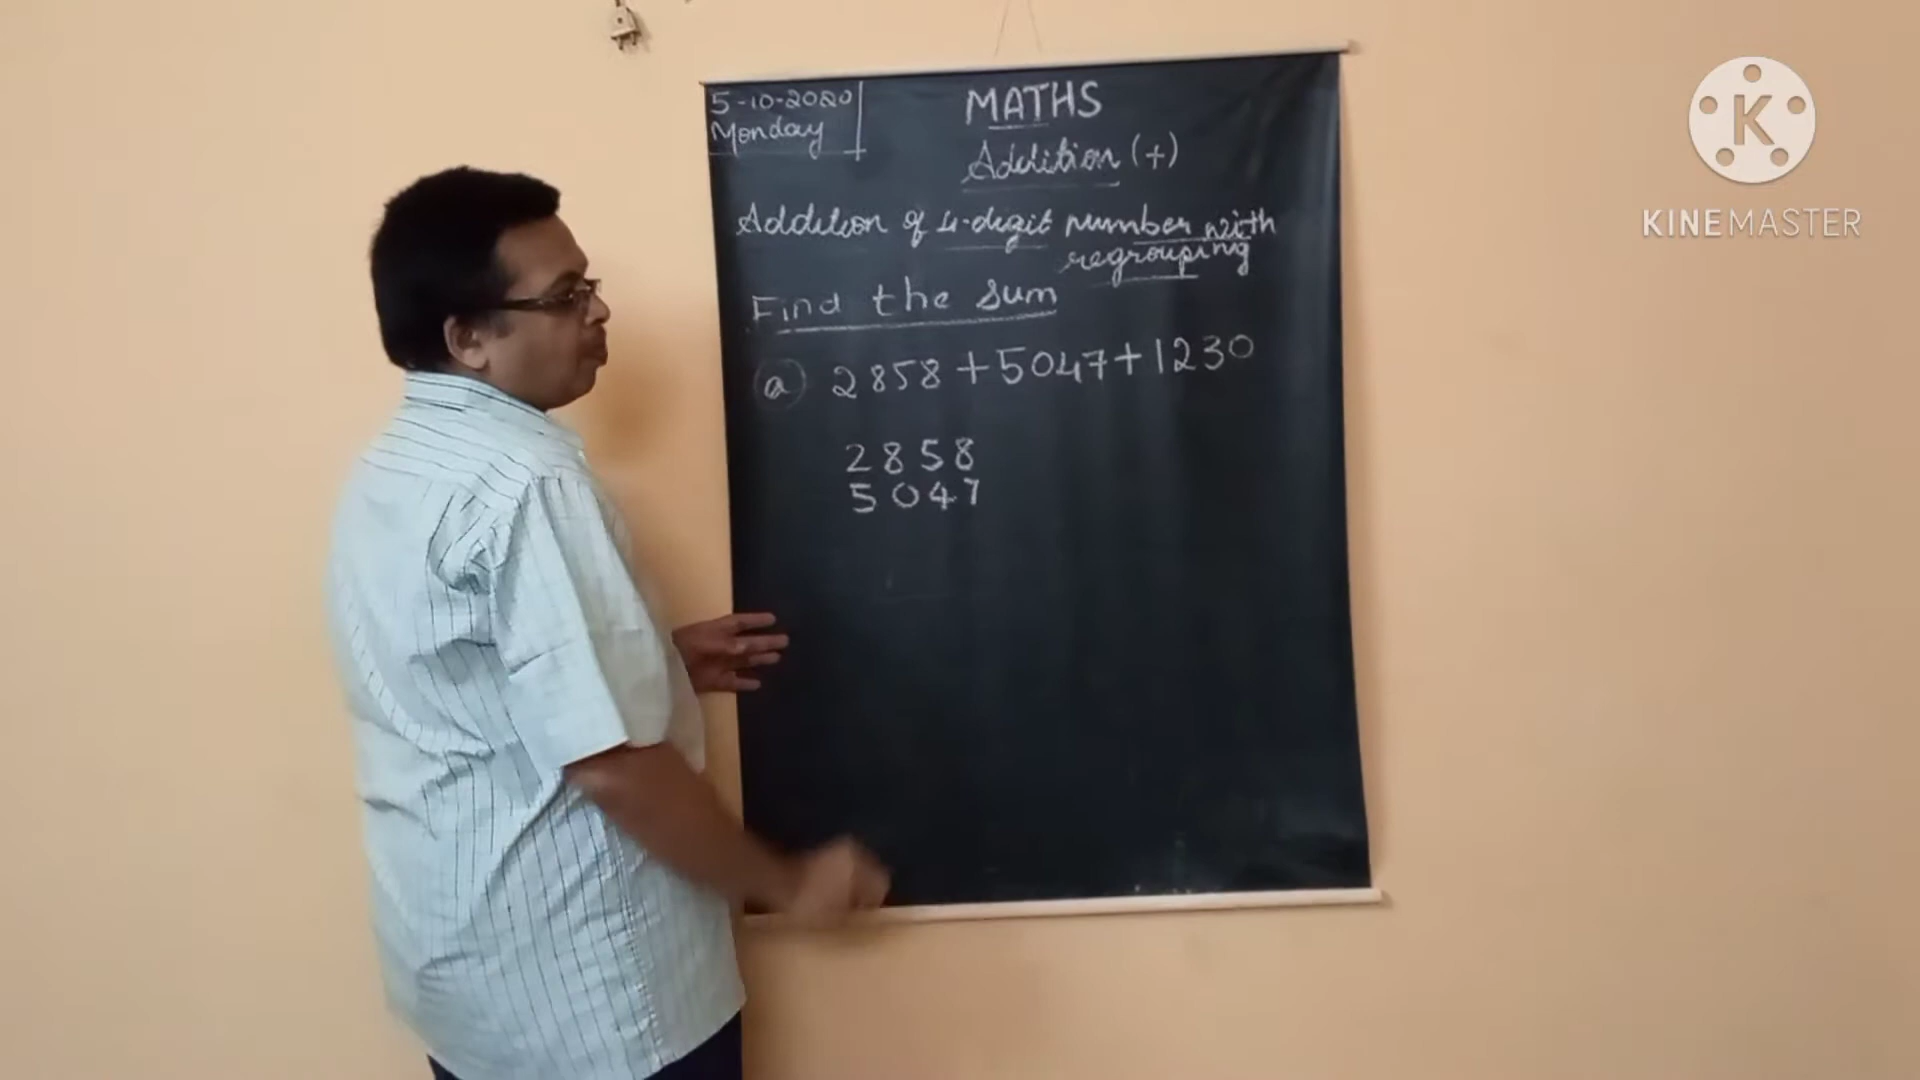 5-10-2020
Monday
MATHS
Addition (+)
Addition of 4-digit number with
regrouping
Find the sum
a 2858+5047+1230
2858
5047
K
KINEMASTER